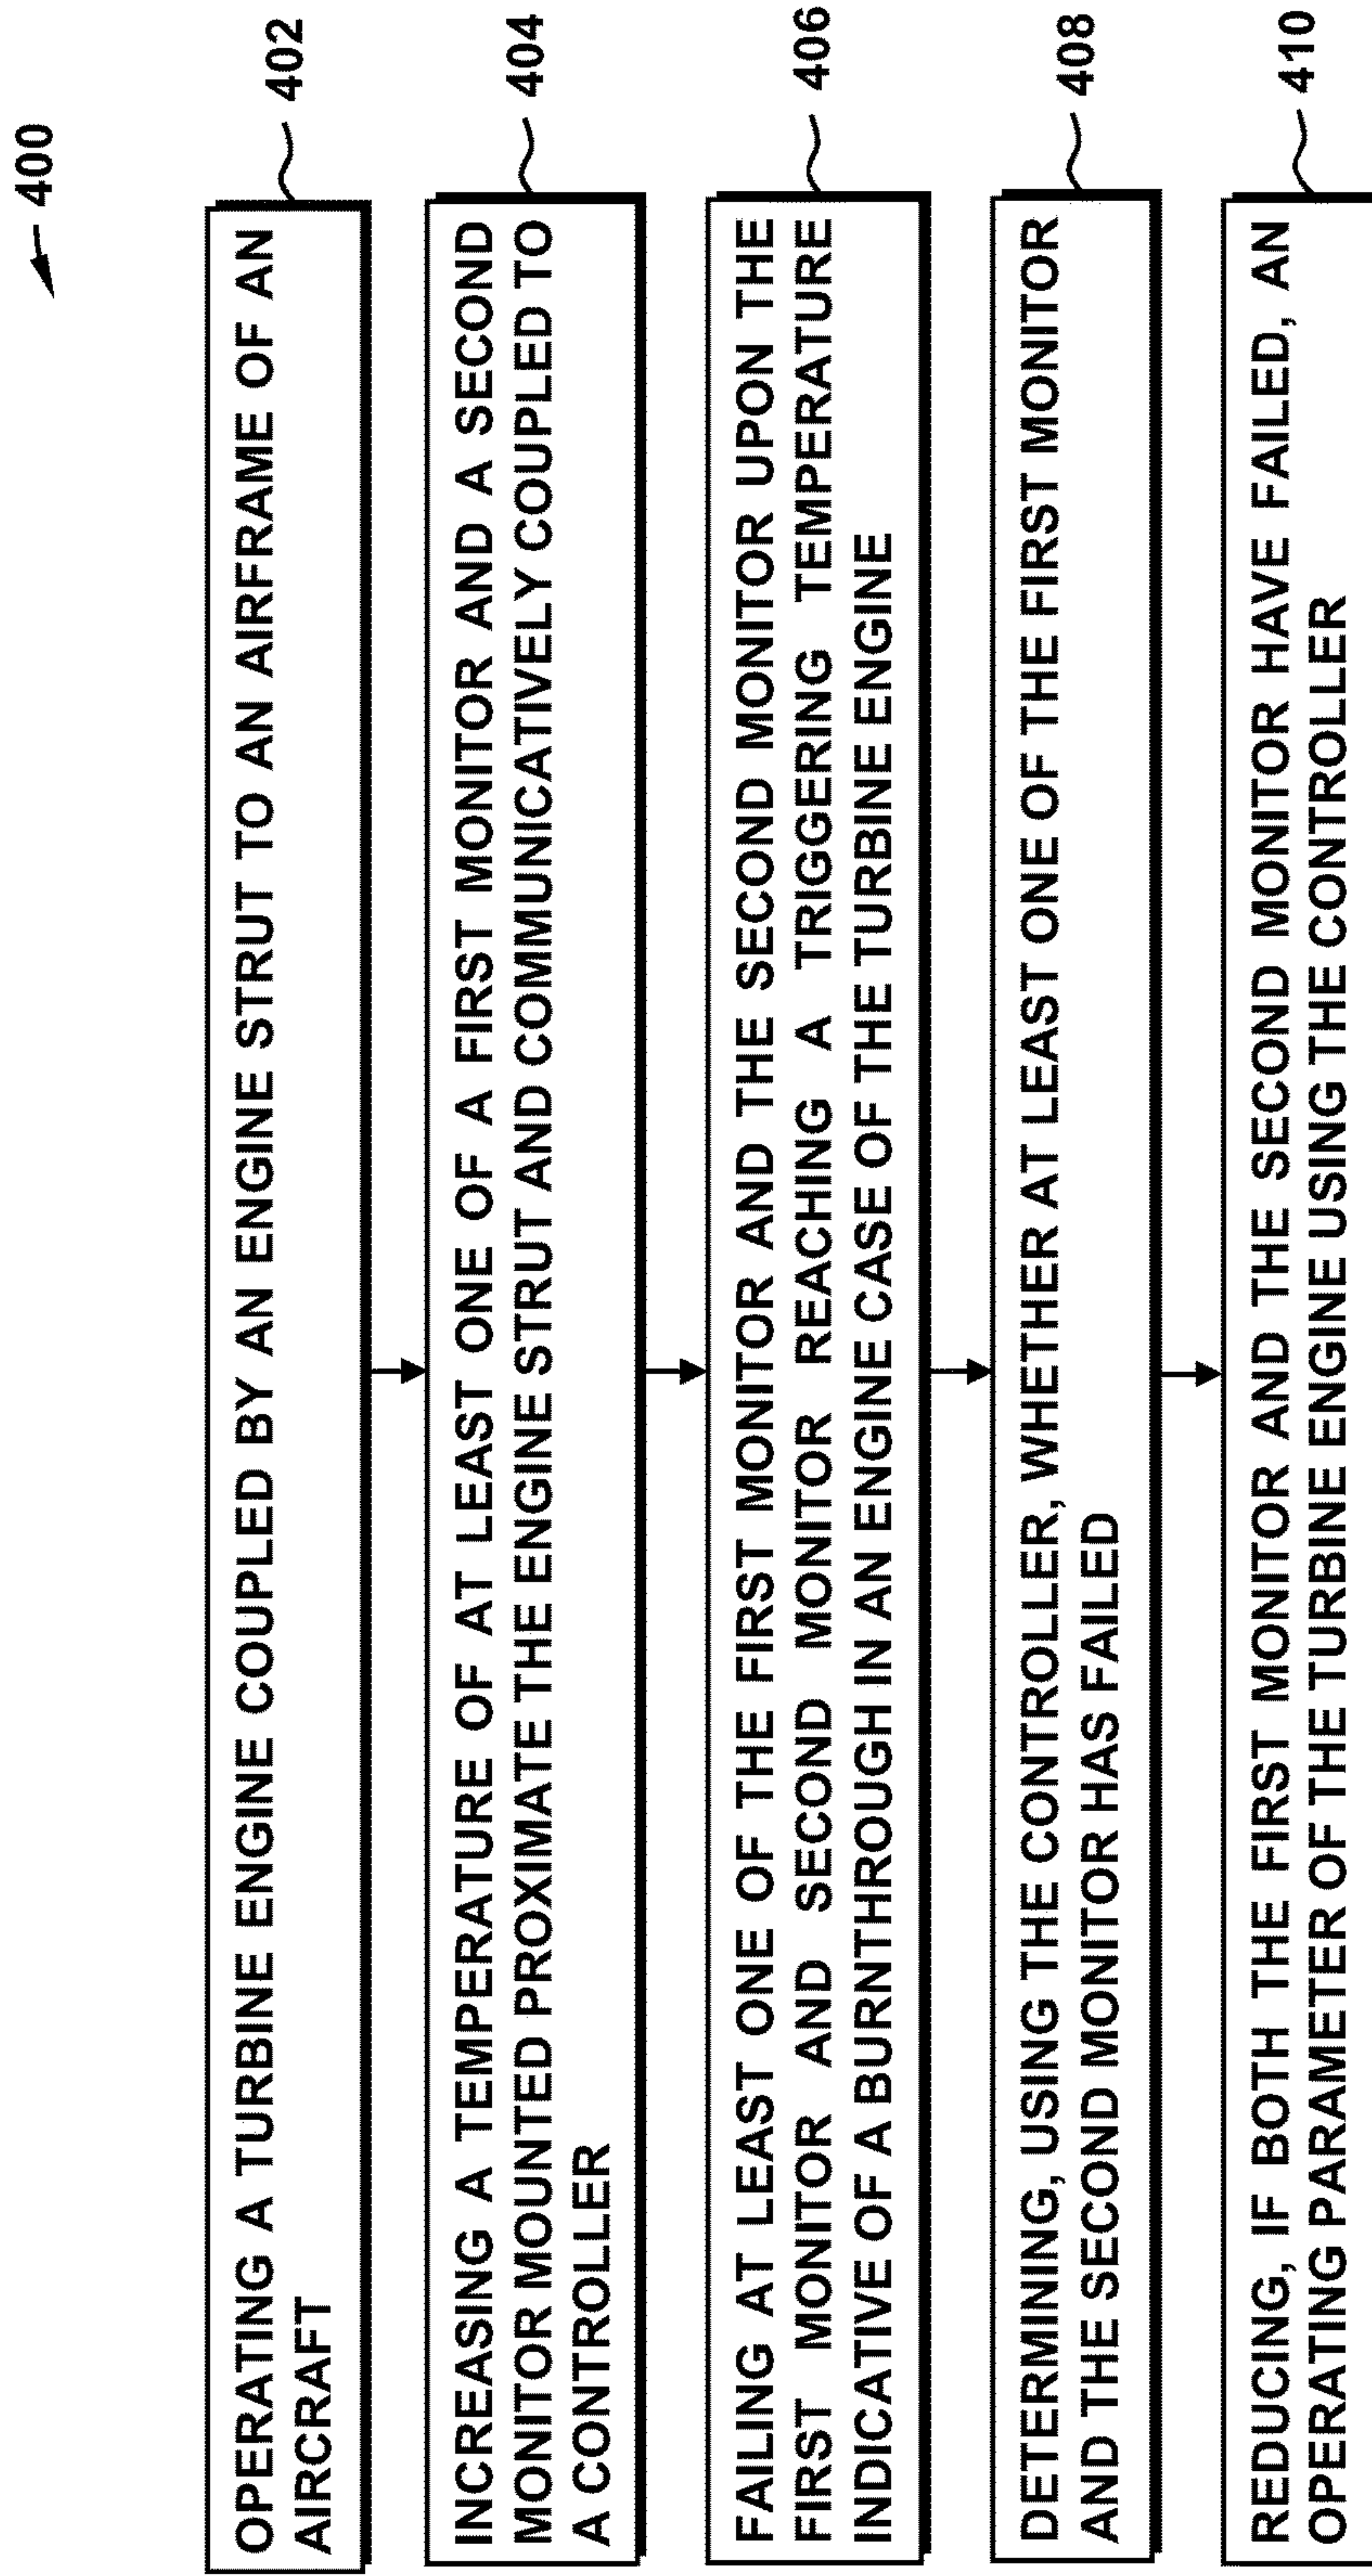 400
OPERATING A TURBINE ENGINE COUPLED BY AN ENGINE STRUT TO AN AIRFRAME OF AN
AIRCRAFT
402
INCREASING A TEMPERATURE OF AT LEAST ONE OF A FIRST MONITOR AND A SECOND
MONITOR MOUNTED PROXIMATE THE ENGINE STRUT AND COMMUNICATIVELY COUPLED TO
A CONTROLLER
404
FAILING AT LEAST ONE OF THE FIRST MONITOR AND THE SECOND MONITOR UPON THE
FIRST MONITOR AND SECOND MONITOR REACHING A TRIGGERING TEMPERATURE
INDICATIVE OF A BURNTHROUGH IN AN ENGINE CASE OF THE TURBINE ENGINE
406
DETERMINING, USING THE CONTROLLER, WHETHER AT LEAST ONE OF THE FIRST MONITOR
AND THE SECOND MONITOR HAS FAILED
408
REDUCING, IF BOTH THE FIRST MONITOR AND THE SECOND MONITOR HAVE FAILED, AN
OPERATING PARAMETER OF THE TURBINE ENGINE USING THE CONTROLLER
410